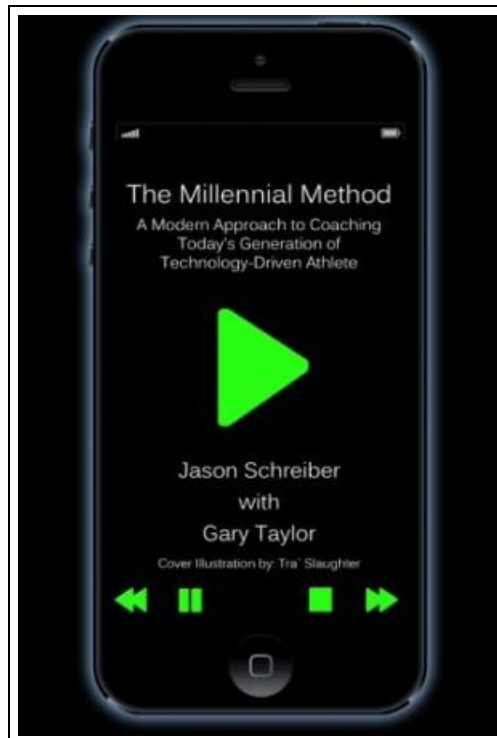 The Millennial Method
A Modern Approach to Coaching
Today's Generation of
Technology-Driven Athlete
Jason Schreiber
with
Gary Taylor
Cover Illustration by: Tra` Slaughter